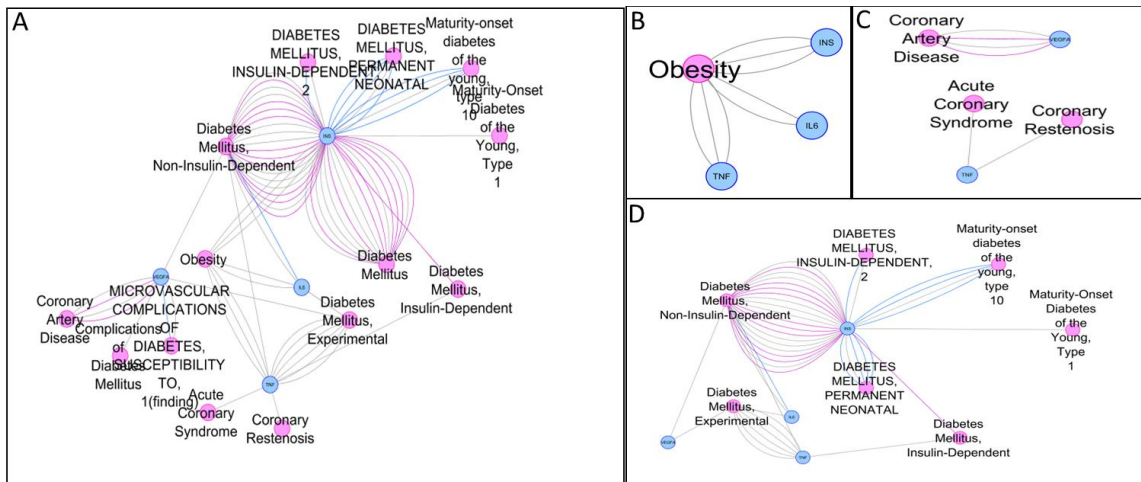 A
DIABETES
MELLITUS,
INSULIN-DEPENDENT,
2
DIABETES
MELLITUS,
PERMANENT
NEONATAL
Maturity-onset
diabetes
of the
young,
type
10
Maturity-Onset
Diabetes
of the
Young,
Type
1
INS
Diabetes
Mellitus,
Non-Insulin-Dependent
Obesity
Diabetes
Mellitus
Diabetes
Mellitus,
Insulin-Dependent
VEGFA
IL6
MICROVASCULAR
COMPLICATIONS
OF
DIABETES,
SUSCEPTIBILITY
TO,
1(finding)
Coronary
Artery
Disease
Complications
of
Diabetes
Mellitus
Diabetes
Mellitus,
Experimental
TNF
Acute
Coronary
Syndrome
Coronary
Restenosis
B
Obesity
INS
IL6
TNF
C
Coronary
Artery
Disease
VEGFA
Acute
Coronary
Syndrome
Coronary
Restenosis
TNF
D
DIABETES
MELLITUS,
INSULIN-DEPENDENT,
2
Maturity-onset
diabetes
of the
young,
type
10
Diabetes
Mellitus,
Non-Insulin-Dependent
INS
Maturity-Onset
Diabetes
of the
Young,
Type
1
DIABETES
MELLITUS,
PERMANENT
NEONATAL
Diabetes
Mellitus,
Experimental
IL6
VEGFA
TNF
Diabetes
Mellitus,
Insulin-Dependent